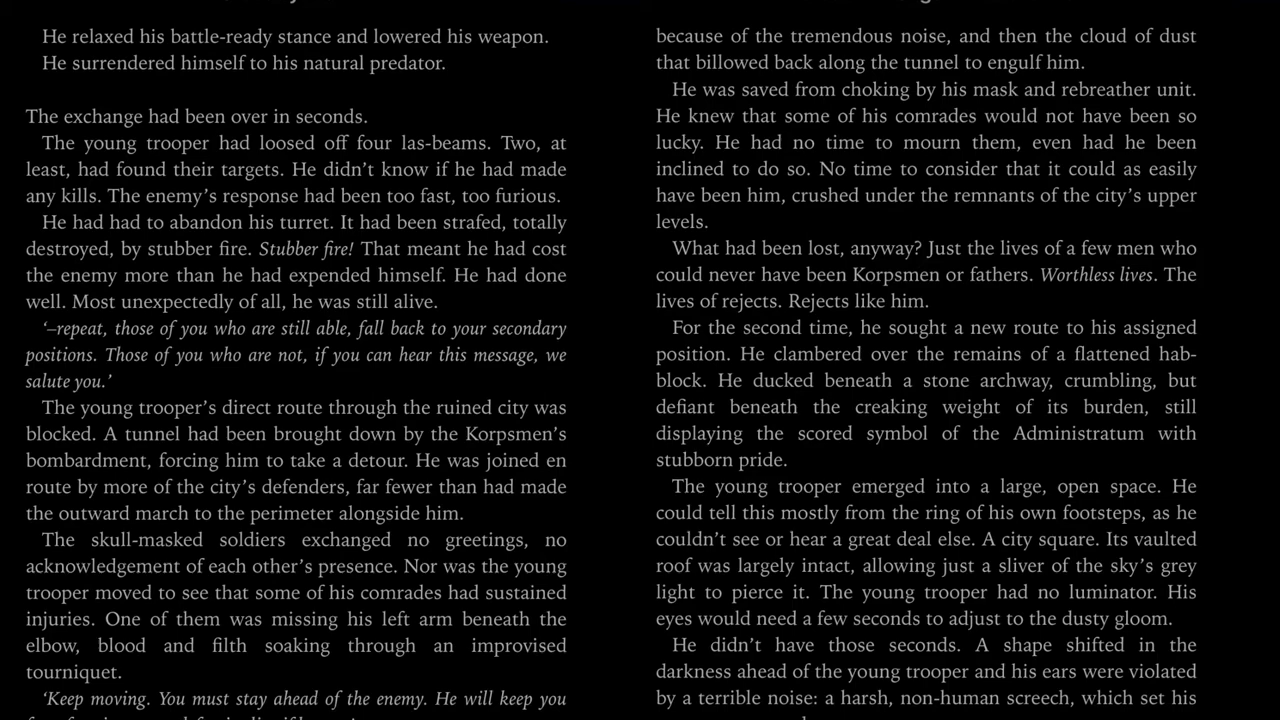 He relaxed his battle-ready stance and lowered his weapon.
He surrendered himself to his natural predator.
The exchange had been over in seconds.
The young trooper had loosed off four las-beams. Two, at
least, had found their targets. He didn’t know if he had made
any kills. The enemy’s response had been too fast, too furious.
He had had to abandon his turret. It had been strafed, totally
destroyed, by stubber fire. Stubber fire! That meant he had cost
the enemy more than he had expended himself. He had done
well. Most unexpectedly of all, he was still alive.
‘–repeat, those of you who are still able, fall back to your secondary
positions. Those of you who are not, if you can hear this message, we
salute you.’
The young trooper’s direct route through the ruined city was
blocked. A tunnel had been brought down by the Korpsmen’s
bombardment, forcing him to take a detour. He was joined en
route by more of the city’s defenders, far fewer than had made
the outward march to the perimeter alongside him.
The skull-masked soldiers exchanged no greetings, no
acknowledgement of each other’s presence. Nor was the young
trooper moved to see that some of his comrades had sustained
injuries. One of them was missing his left arm beneath the
elbow, blood and filth soaking through an improvised
tourniquet.
‘Keep moving. You must stay ahead of the enemy. He will keep you
because of the tremendous noise, and then the cloud of dust
that billowed back along the tunnel to engulf him.
He was saved from choking by his mask and rebreather unit.
He knew that some of his comrades would not have been so
lucky. He had no time to mourn them, even had he been
inclined to do so. No time to consider that it could as easily
have been him, crushed under the remnants of the city’s upper
levels.
What had been lost, anyway? Just the lives of a few men who
could never have been Korpsmen or fathers. Worthless lives. The
lives of rejects. Rejects like him.
For the second time, he sought a new route to his assigned
position. He clambered over the remains of a flattened hab-
block. He ducked beneath a stone archway, crumbling, but
defiant beneath the creaking weight of its burden, still
displaying the scored symbol of the Administratum with
stubborn pride.
The young trooper emerged into a large, open space. He
could tell this mostly from the ring of his own footsteps, as he
couldn’t see or hear a great deal else. A city square. Its vaulted
roof was largely intact, allowing just a sliver of the sky’s grey
light to pierce it. The young trooper had no luminator. His
eyes would need a few seconds to adjust to the dusty gloom.
He didn’t have those seconds. A shape shifted in the
darkness ahead of the young trooper and his ears were violated
by a terrible noise: a harsh, non-human screech, which set his